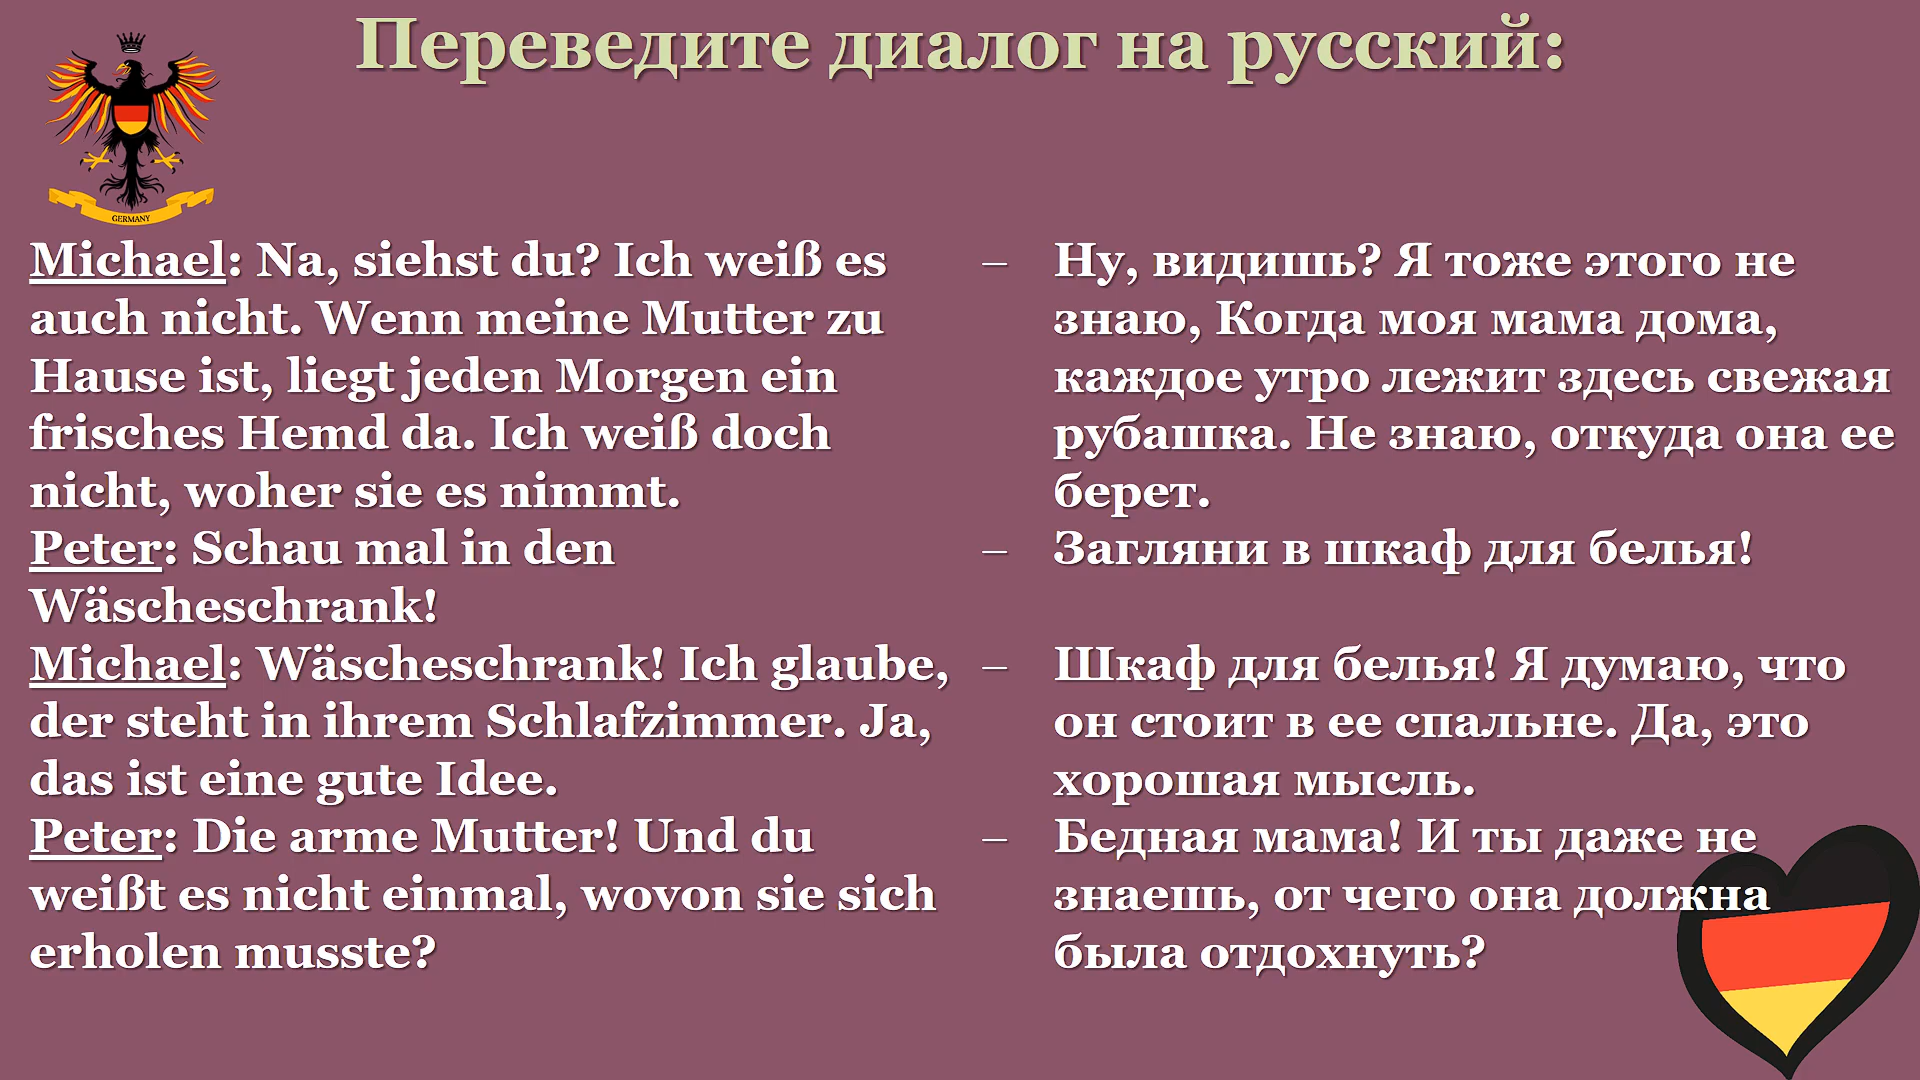 Переведите диалог на русский:
GERMANY
Michael: Na, siehst du? Ich weiß es
auch nicht. Wenn meine Mutter zu
Hause ist, liegt jeden Morgen ein
frisches Hemd da. Ich weiß doch
nicht, woher sie es nimmt.
Peter: Schau mal in den
Wäscheschrank!
Michael: Wäscheschrank! Ich glaube,
der steht in ihrem Schlafzimmer. Ja,
das ist eine gute Idee.
Peter: Die arme Mutter! Und du
weißt es nicht einmal, wovon sie sich
erholen musste?
– Ну, видишь? Я тоже этого не
знаю, Когда моя мама дома,
каждое утро лежит здесь свежая
рубашка. Не знаю, откуда она ее
берет.
– Загляни в шкаф для белья!
– Шкаф для белья! Я думаю, что
он стоит в ее спальне. Да, это
хорошая мысль.
– Бедная мама! И ты даже не
знаешь, от чего она должна
была отдохнуть?